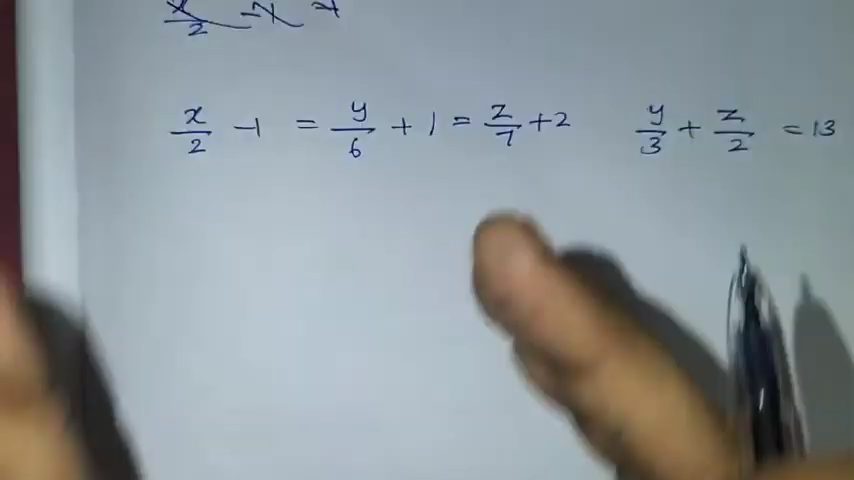 x/2 - 1 = y/6 + 1 = z/7 + 2    y/3 + z/2 = 13